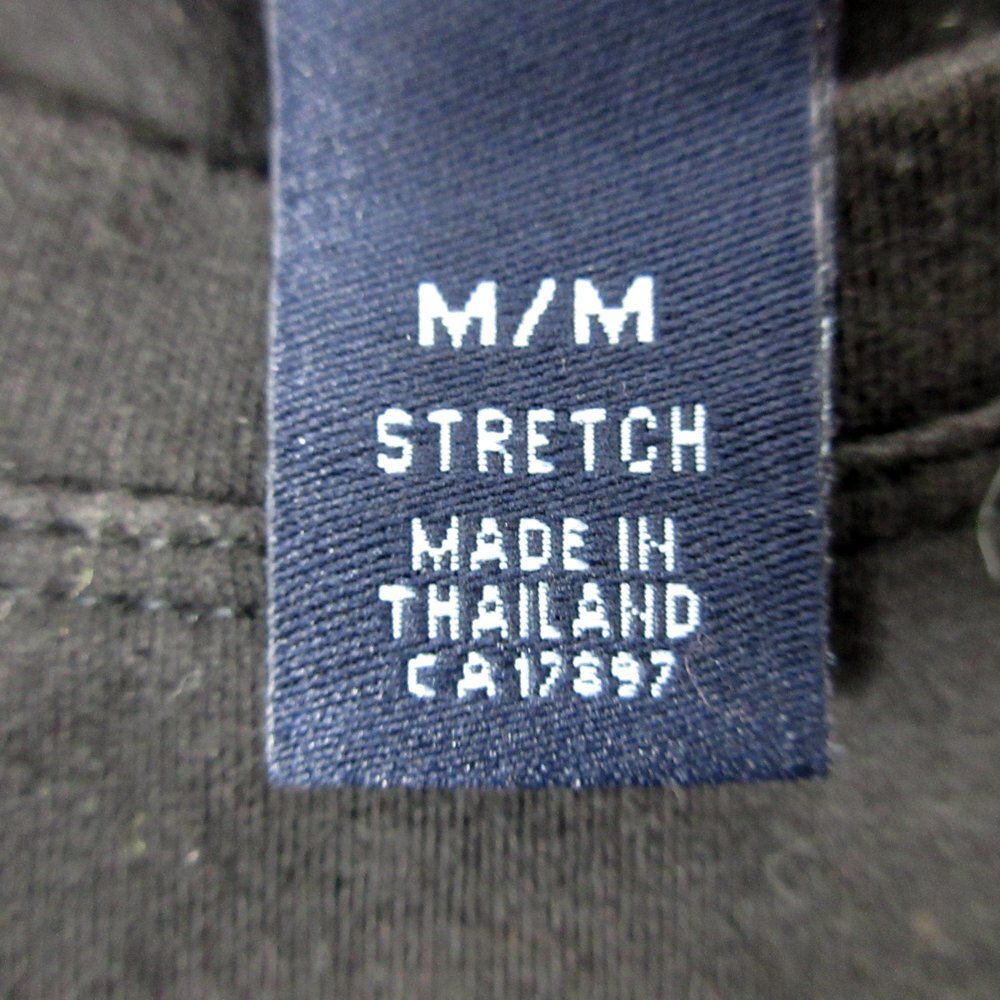 M/M
STRETCH
MADE IN
THAILAND
CA17897